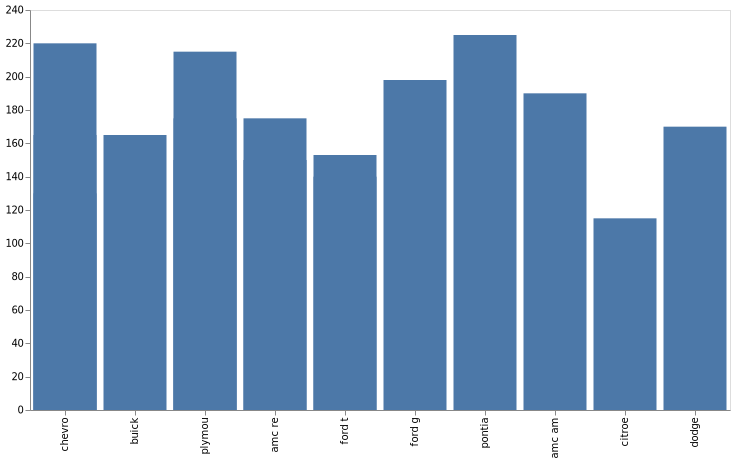 240
220
200
180
160
140
120
100
80
60
40
20
0
chevro
buick
plymou
amc re
ford t
ford g
pontia
amc am
citroe
dodge